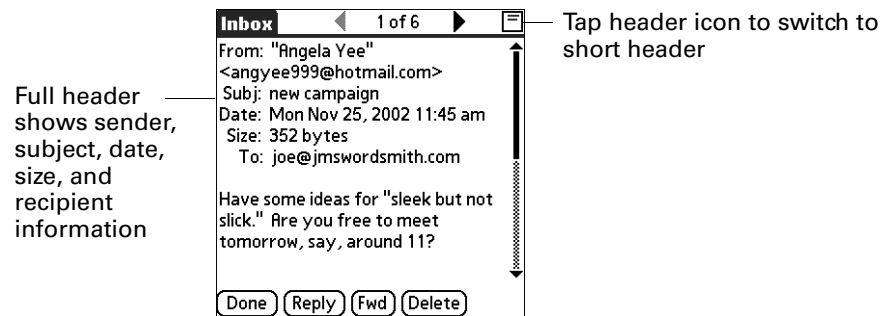 Inbox 1 of 6
Tap header icon to switch to
short header
From: "Angela Yee"
<angyee999@hotmail.com>
Subj: new campaign
Date: Mon Nov 25, 2002 11:45 am
Size: 352 bytes
To: joe@jmswordsmith.com
Have some ideas for "sleek but not
slick." Are you free to meet
tomorrow, say, around 11?
Done Reply Fwd Delete
Full header
shows sender,
subject, date,
size, and
recipient
information